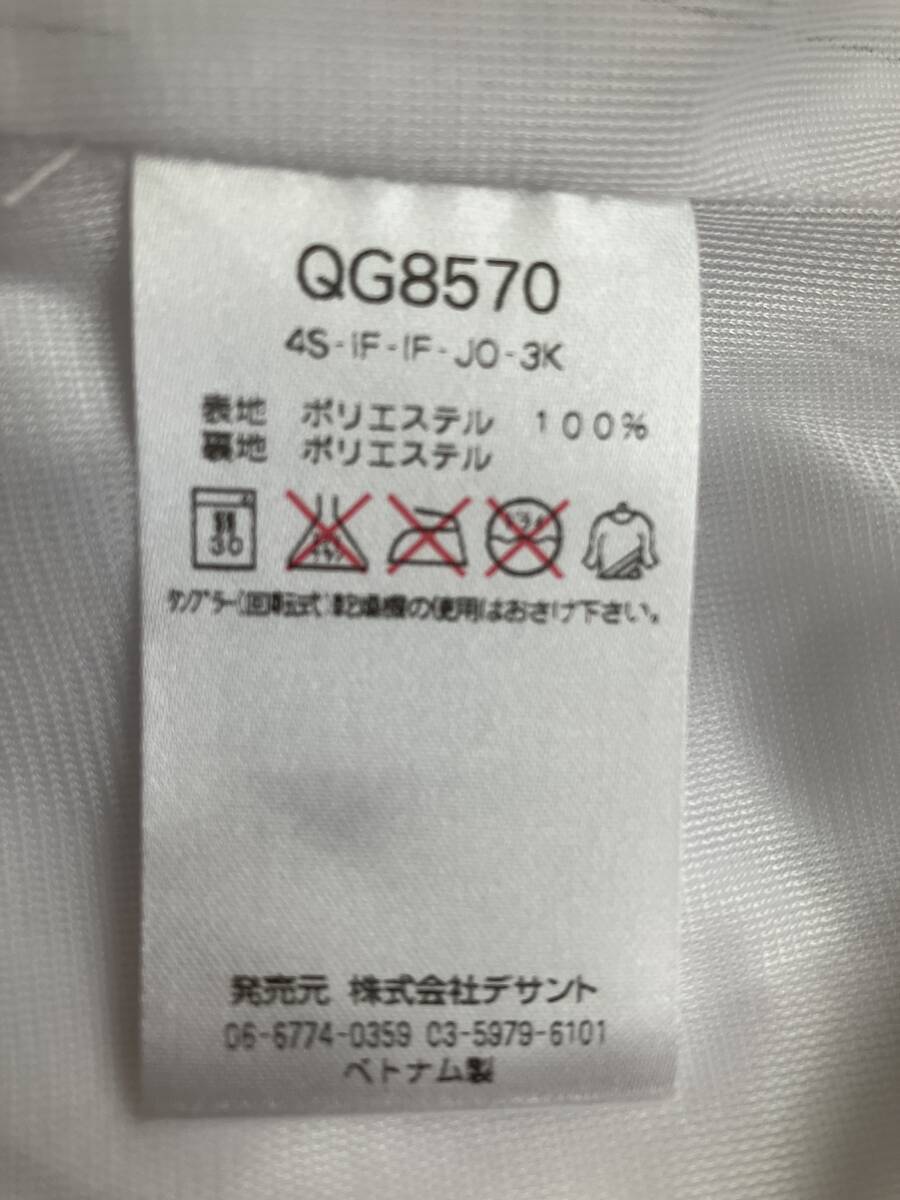 QG8570
4S-IF-IF-JO-3K
表地 ポリエステル 100%
裏地 ポリエステル
弱 30
タンブラー(回転式)乾燥機の使用はおさけ下さい。
発売元 株式会社デサント
06-6774-0359 03-5979-6101
ベトナム製